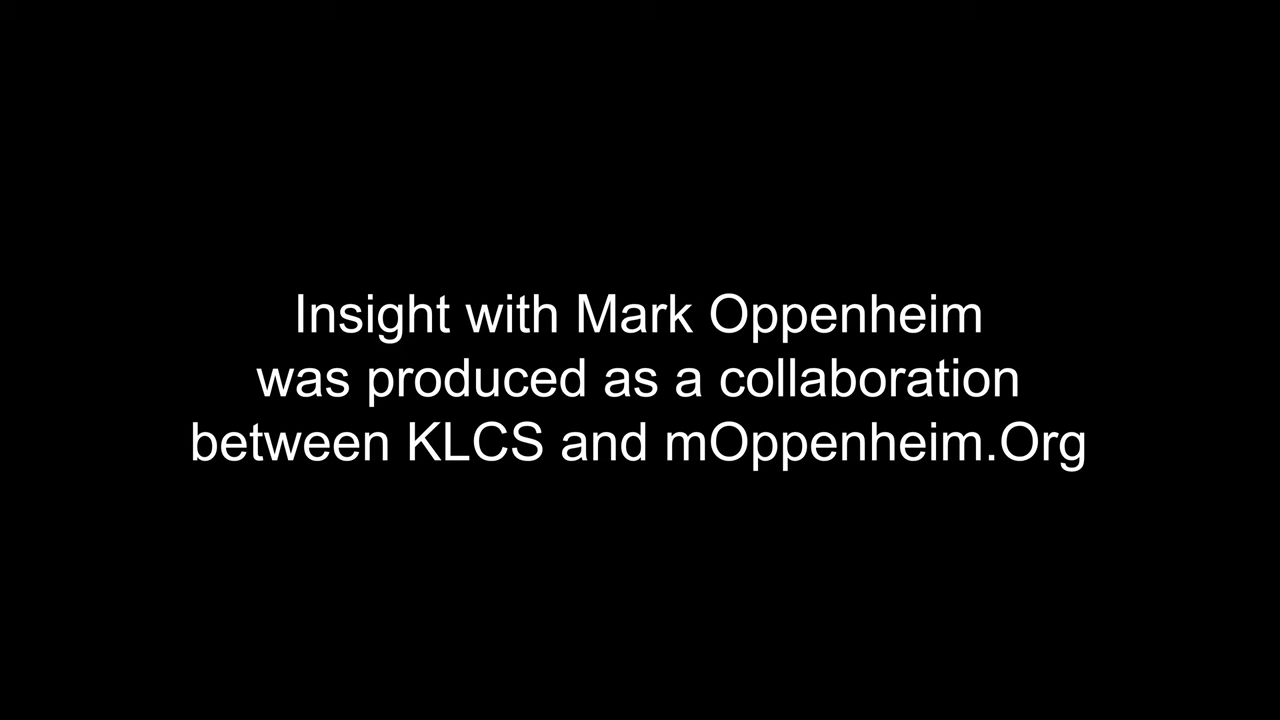 Insight with Mark Oppenheim
was produced as a collaboration
between KLCS and mOppenheim.Org